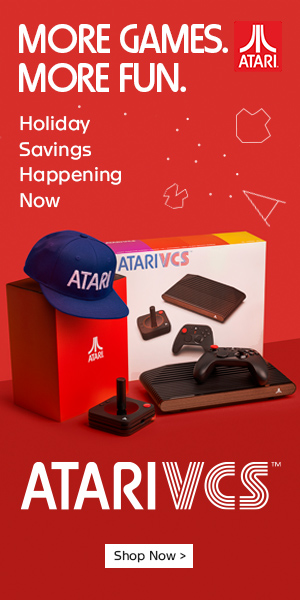 MORE GAMES.
MORE FUN.
ATARI
Holiday
Savings
Happening
Now
ATARI
ATARI VCS
ATARI
ATARI VCS™
Shop Now >